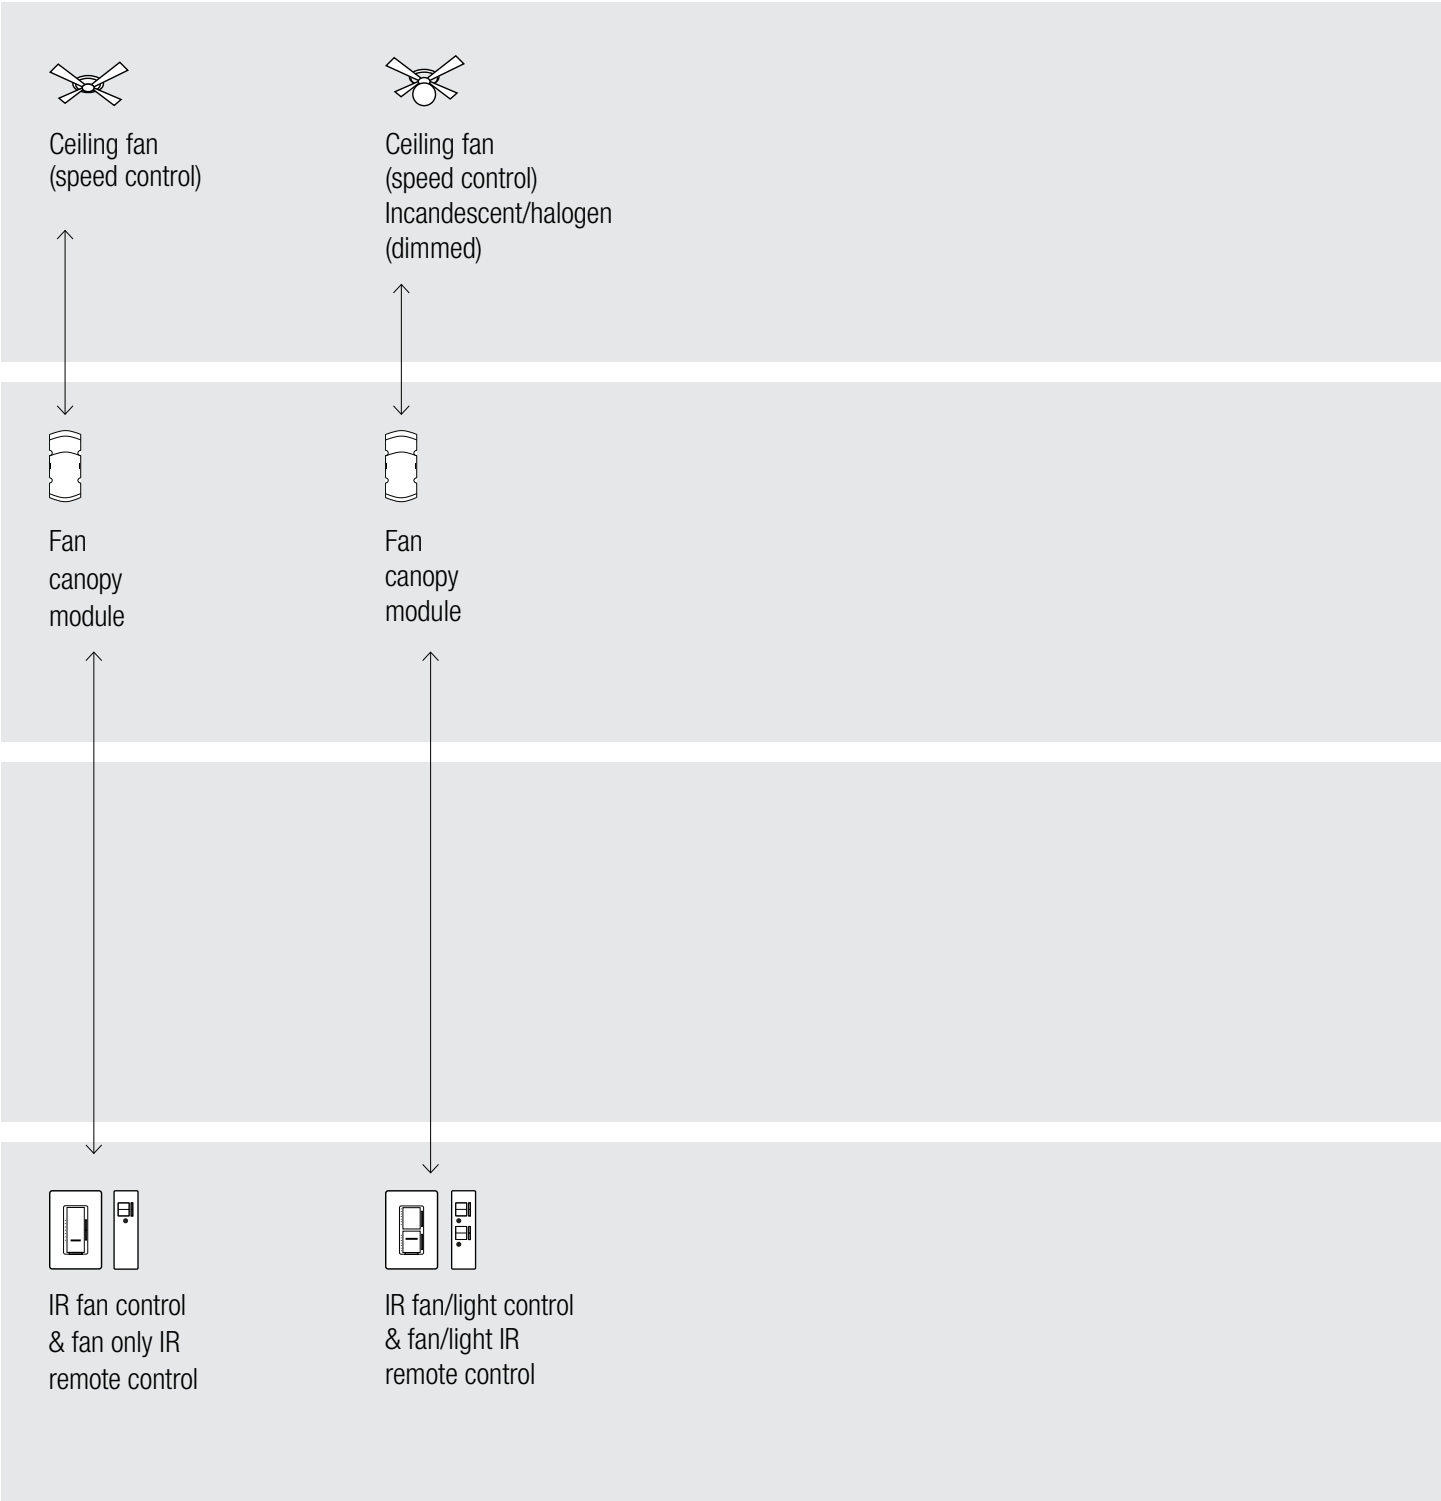 Ceiling fan
(speed control)
Ceiling fan
(speed control)
Incandescent/halogen
(dimmed)
Fan
canopy
module
Fan
canopy
module
IR fan control
& fan only IR
remote control
IR fan/light control
& fan/light IR
remote control